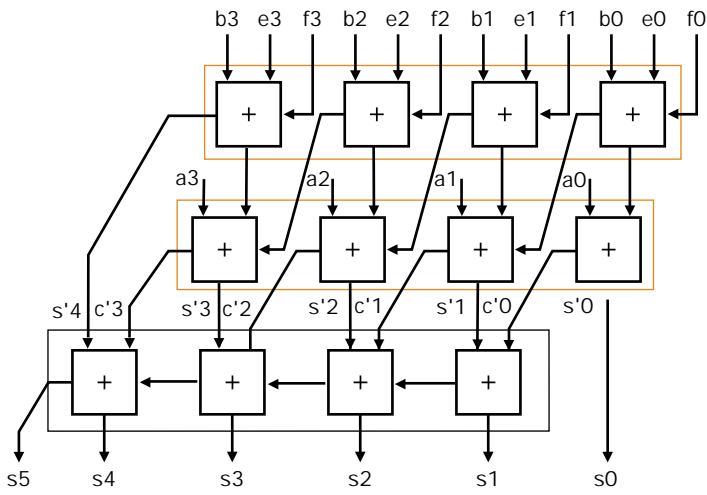 b3 e3 f3 b2 e2 f2 b1 e1 f1 b0 e0 f0
+ + + +
a3 a2 a1 a0
+ + + +
s'4 c'3 s'3 c'2 s'2 c'1 s'1 c'0 s'0
+ + + +
s5 s4 s3 s2 s1 s0